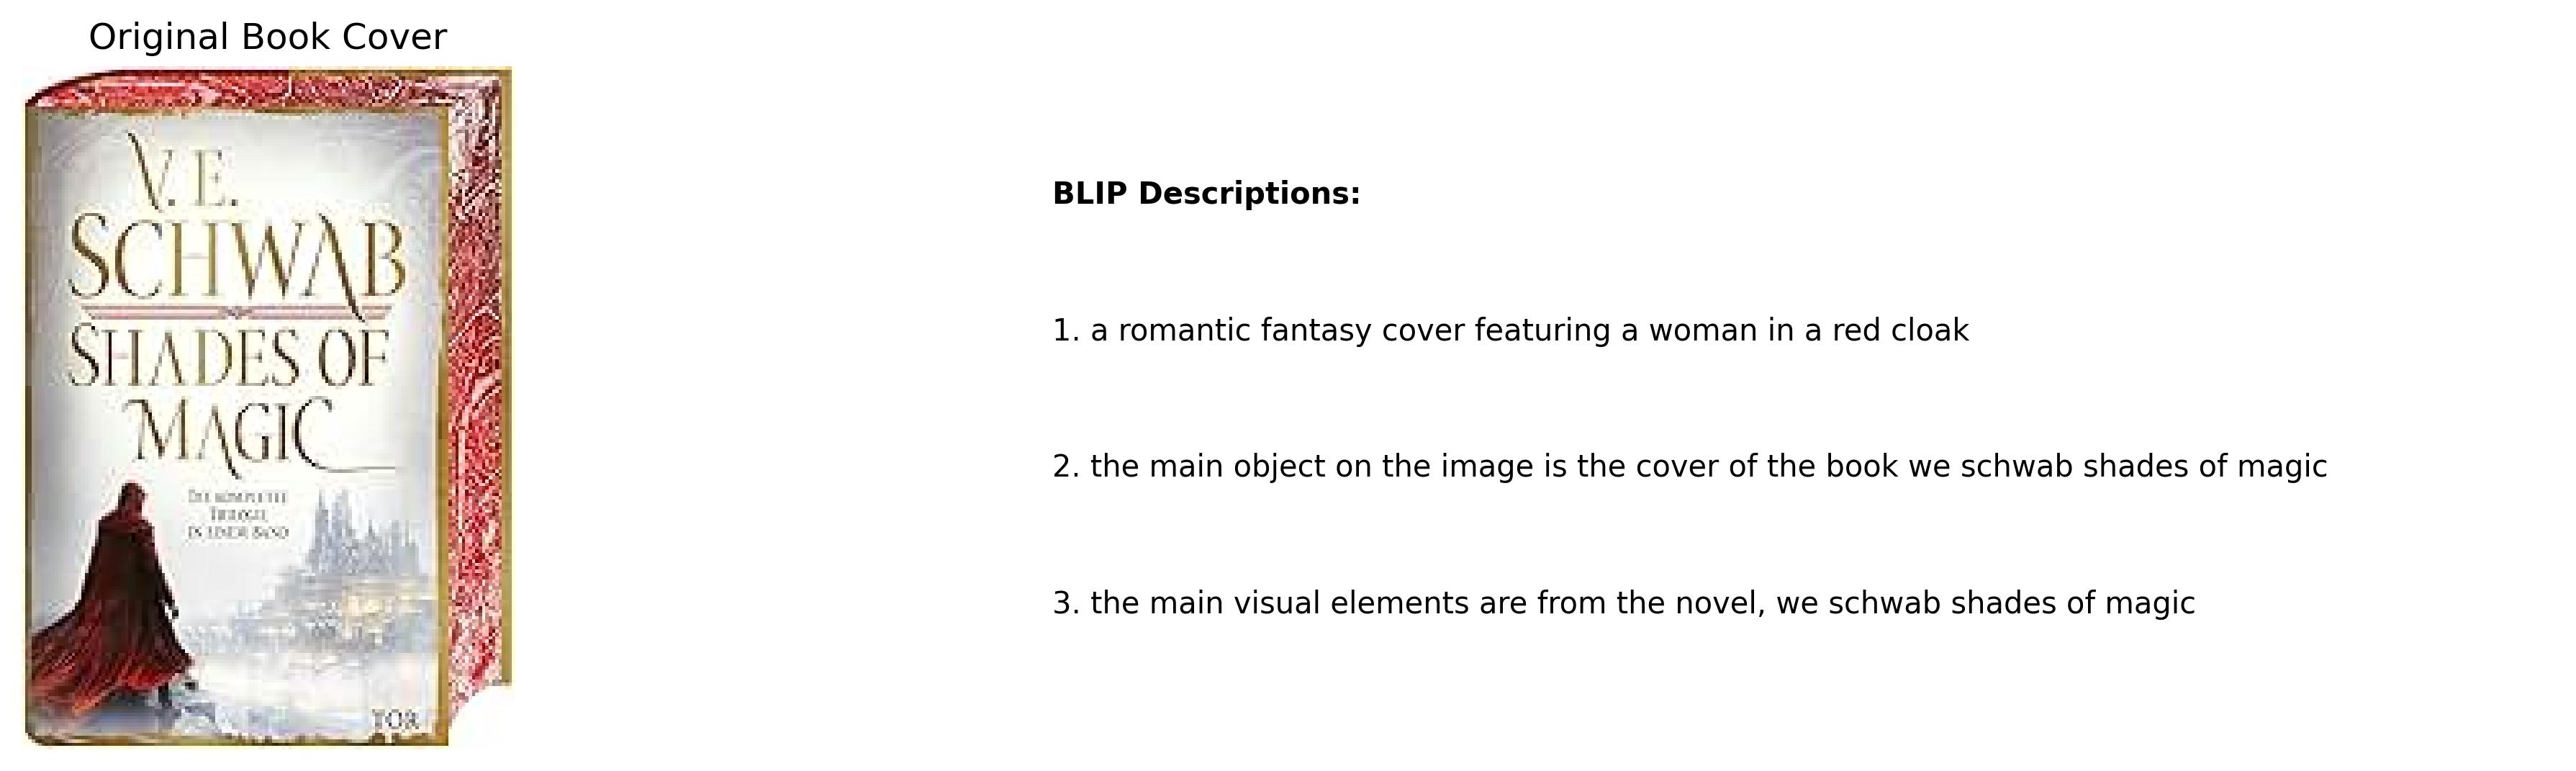 Original Book Cover
V. E.
SCHWAB
SHADES OF
MAGIC
DIE KOMPLETTE
TRILOGIE
IN EINEM BAND
TOR
BLIP Descriptions:
1. a romantic fantasy cover featuring a woman in a red cloak
2. the main object on the image is the cover of the book we schwab shades of magic
3. the main visual elements are from the novel, we schwab shades of magic